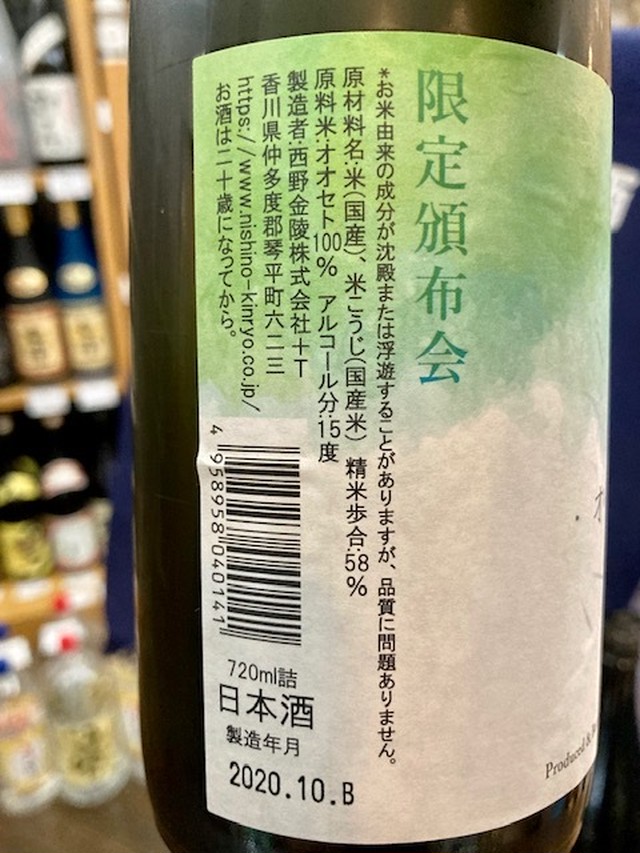 限定頒布会
*お米由来の成分が沈殿または浮遊することがありますが、品質に問題ありません。
原材料名:米(国産)、米こうじ(国産米) 精米歩合:58%
原料米:オオセト100% アルコール分:15度
製造者:西野金陵株式会社+T
香川県仲多度郡琴平町六二三
https://www.nishino-kinryo.co.jp/
お酒は二十歳になってから。
4 958958 040141
720ml詰
日本酒
製造年月
2020.10.B
Produced &